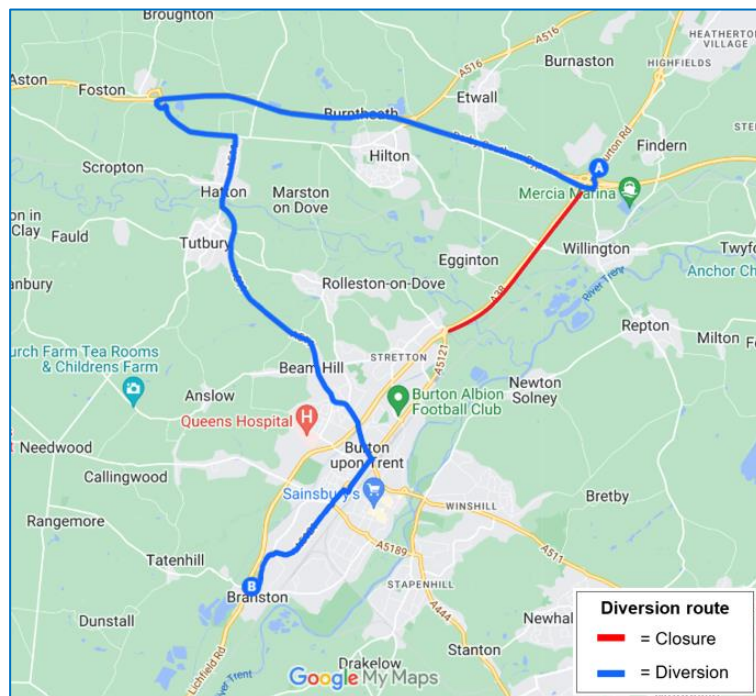 Broughton
A516
HEATHERTON
VILLAGE
HIGHFIELDS
Burnaston
Aston
Foston
A516
Etwall
Burnheath
Findern
Hilton
A
Mercia Marina
Scropton
Hatton
Marston
on Dove
Willington
Twyfo
on in
Clay
Fauld
Tutbury
Egginton
River Trent
Anchor Ch
anbury
Rolleston-on-Dove
A38
Repton
Milton
urch Farm Tea Rooms
& Childrens Farm
Beam Hill
STRETTON
A5121
Newton
Solney
Anslow
Burton Albion
Football Club
Queens Hospital
H
Needwood
Callingwood
Burton
upon Trent
Bretby
Sainsbury's
WINSHILL
Rangemore
A511
Tatenhill
A5189
B
Branston
STAPENHILL
Dunstall
A444
Newhal
Stanton
Drakelow
Lichfield Rd
River Trent
Google My Maps
Diversion route
= Closure
= Diversion